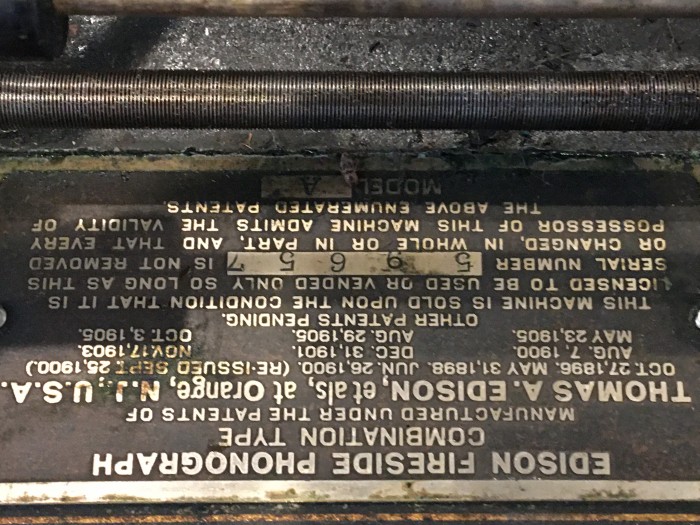 EDISON FIRESIDE PHONOGRAPH
COMBINATION TYPE
MANUFACTURED UNDER THE PATENTS OF
THOMAS A. EDISON, et als, at Orange, N.J., U.S.A.
OCT. 27,1896. MAY 31,1898. JUN. 26,1900. (RE-ISSUED SEPT. 25,1900.)
AUG. 7, 1900. DEC. 31, 1901. NOV.17,1903.
MAY 23,1905. AUG. 29,1905. OCT. 3,1905.
OTHER PATENTS PENDING.
THIS MACHINE IS SOLD UPON THE CONDITION THAT IT IS
LICENSED TO BE USED OR VENDED ONLY SO LONG AS THIS
SERIAL NUMBER 5 9 6 5 7 IS NOT REMOVED
OR CHANGED, IN WHOLE OR IN PART, AND THAT EVERY
POSSESSOR OF THIS MACHINE ADMITS THE VALIDITY OF
THE ABOVE ENUMERATED PATENTS.
MODEL A